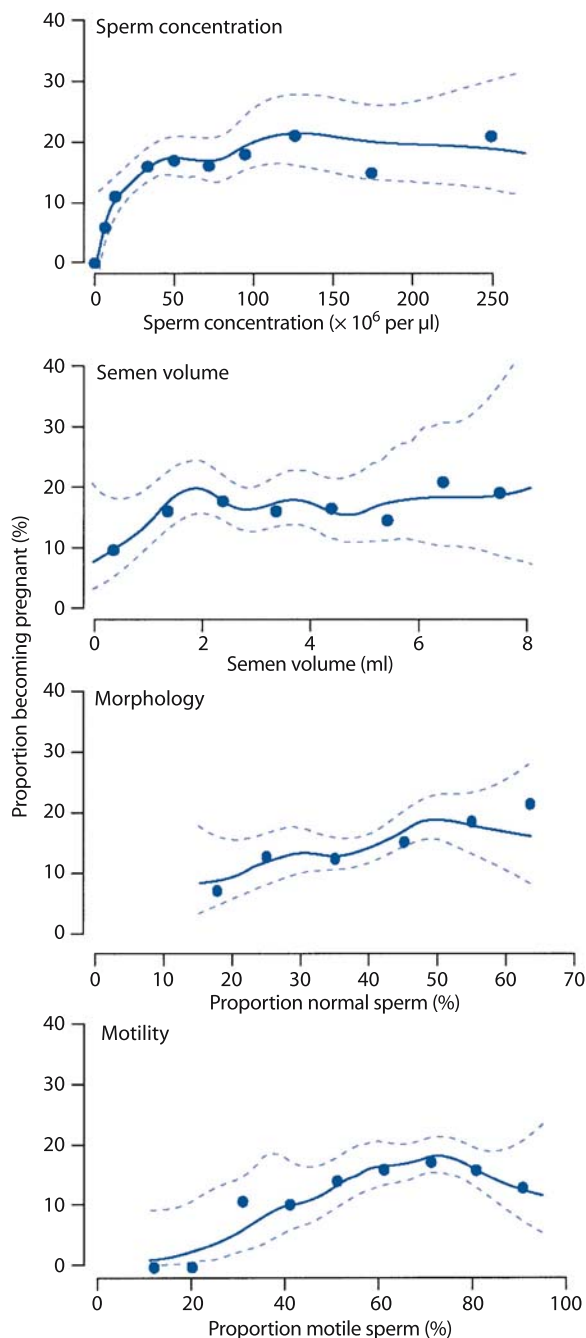 Proportion becoming pregnant (%)
Sperm concentration
40
30
20
10
0
0 50 100 150 200 250
Sperm concentration (× 10⁶ per µl)
Semen volume
40
30
20
10
0
0 2 4 6 8
Semen volume (ml)
Morphology
40
30
20
10
0
0 10 20 30 40 50 60 70
Proportion normal sperm (%)
Motility
40
30
20
10
0
0 20 40 60 80 100
Proportion motile sperm (%)